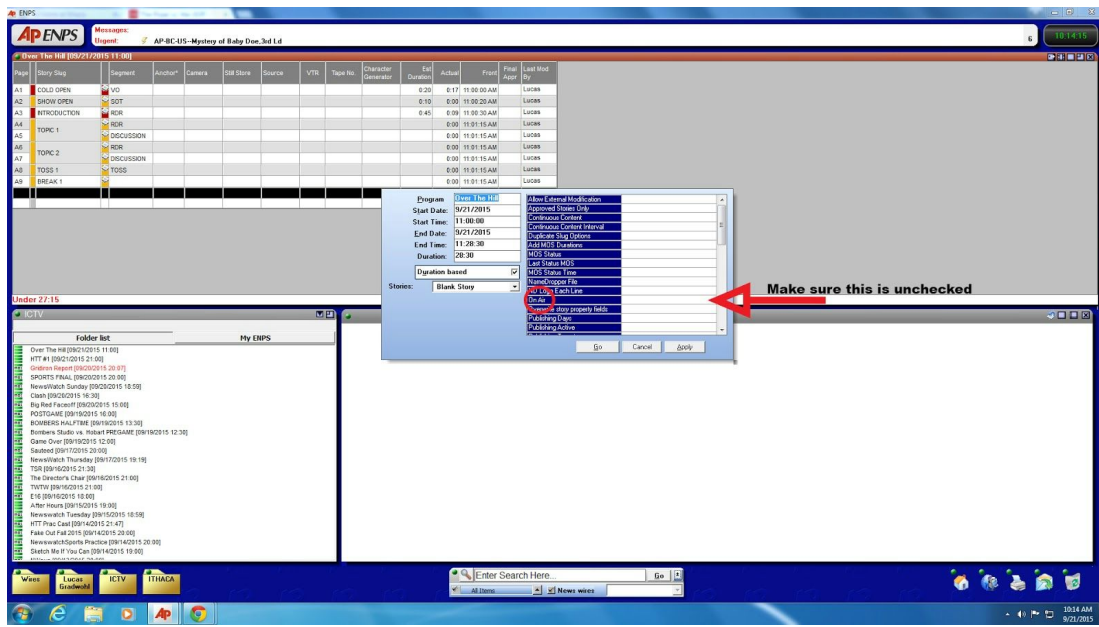 ENPS
AP ENPS
Messages:
Urgent: AP-BC-US--Mystery of Baby Doe,3rd Ld
6
10:14:15
Over The Hill [09/21/2015 11:00]
Page Story Slug Segment Anchor* Camera Still Store Source VTR Tape No. Character Generator Est Duration Actual Front Final Appr Last Mod By
A1 COLD OPEN VO 0:20 0:17 11:00:00 AM Lucas
A2 SHOW OPEN SOT 0:10 0:00 11:00:20 AM Lucas
A3 INTRODUCTION RDR 0:45 0:09 11:00:30 AM Lucas
A4 TOPIC 1 RDR 0:00 11:01:15 AM Lucas
A5 DISCUSSION 0:00 11:01:15 AM Lucas
A6 TOPIC 2 RDR 0:00 11:01:15 AM Lucas
A7 DISCUSSION 0:00 11:01:15 AM Lucas
A8 TOSS 1 TOSS 0:00 11:01:15 AM Lucas
A9 BREAK 1 0:00 11:01:15 AM Lucas
Program Over The Hill
Start Date: 9/21/2015
Start Time: 11:00:00
End Date: 9/21/2015
End Time: 11:28:30
Duration: 28:30
Duration based
Stories: Blank Story
Allow External Modification
Approved Stories Only
Continuous Content
Continuous Content Interval
Duplicate Slug Options
Add MOS Durations
MOS Status
Last Status MOS
MOS Status Time
NameDropper File
ND Logo Each Line
On Air
story property fields
Publishing Days
Publishing Active
Go Cancel Apply
Make sure this is unchecked
Under 27:15
ICTV
Folder list My ENPS
Over The Hill [09/21/2015 11:00]
HTT #1 [09/21/2015 21:00]
Gridiron Report [09/20/2015 20:07]
SPORTS FINAL [09/20/2015 20:00]
NewsWatch Sunday [09/20/2015 18:59]
Clash [09/20/2015 16:30]
Big Red Faceoff [09/20/2015 15:00]
POSTGAME [09/19/2015 16:00]
BOMBERS HALFTIME [09/19/2015 13:30]
Bombers Studio vs. Hobart PREGAME [09/19/2015 12:30]
Game Over [09/19/2015 12:00]
Sauteed [09/17/2015 20:00]
NewsWatch Thursday [09/17/2015 19:19]
TSR [09/16/2015 21:30]
The Director's Chair [09/16/2015 21:00]
TWTW [09/16/2015 21:00]
E16 [09/16/2015 18:00]
After Hours [09/15/2015 19:00]
Newswatch Tuesday [09/15/2015 18:59]
HTT Prac Cast [09/14/2015 21:47]
Fake Out Fall 2015 [09/14/2015 20:00]
NewswatchSports Practice [09/14/2015 20:00]
Sketch Me If You Can [09/14/2015 19:00]
Wires
Lucas Gradwohl
ICTV
ITHACA
Enter Search Here... Go
All Items News wires
AP
10:14 AM
9/21/2015